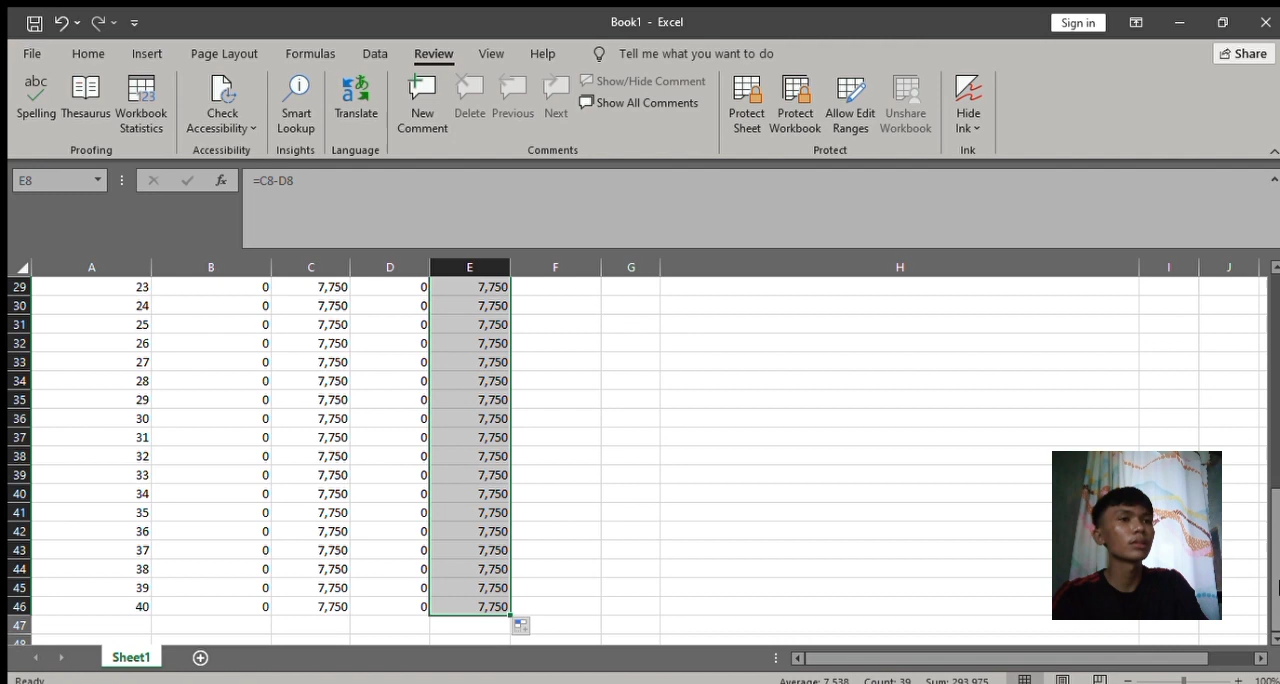 Book1 - Excel
Sign in
File Home Insert Page Layout Formulas Data Review View Help Tell me what you want to do
Share
abc
123
Spelling Thesaurus Workbook Statistics
Check Accessibility
Smart Lookup
Translate
New Comment
Delete Previous Next
Show/Hide Comment
Show All Comments
Protect Sheet
Protect Workbook
Allow Edit Ranges
Unshare Workbook
Hide Ink
Proofing Accessibility Insights Language Comments Protect Ink
E8 fx =C8-D8
A B C D E F G H I J
29 23 0 7,750 0 7,750
30 24 0 7,750 0 7,750
31 25 0 7,750 0 7,750
32 26 0 7,750 0 7,750
33 27 0 7,750 0 7,750
34 28 0 7,750 0 7,750
35 29 0 7,750 0 7,750
36 30 0 7,750 0 7,750
37 31 0 7,750 0 7,750
38 32 0 7,750 0 7,750
39 33 0 7,750 0 7,750
40 34 0 7,750 0 7,750
41 35 0 7,750 0 7,750
42 36 0 7,750 0 7,750
43 37 0 7,750 0 7,750
44 38 0 7,750 0 7,750
45 39 0 7,750 0 7,750
46 40 0 7,750 0 7,750
47
48
Sheet1
Ready Average: 7,538 Count: 39 Sum: 293,975 100%